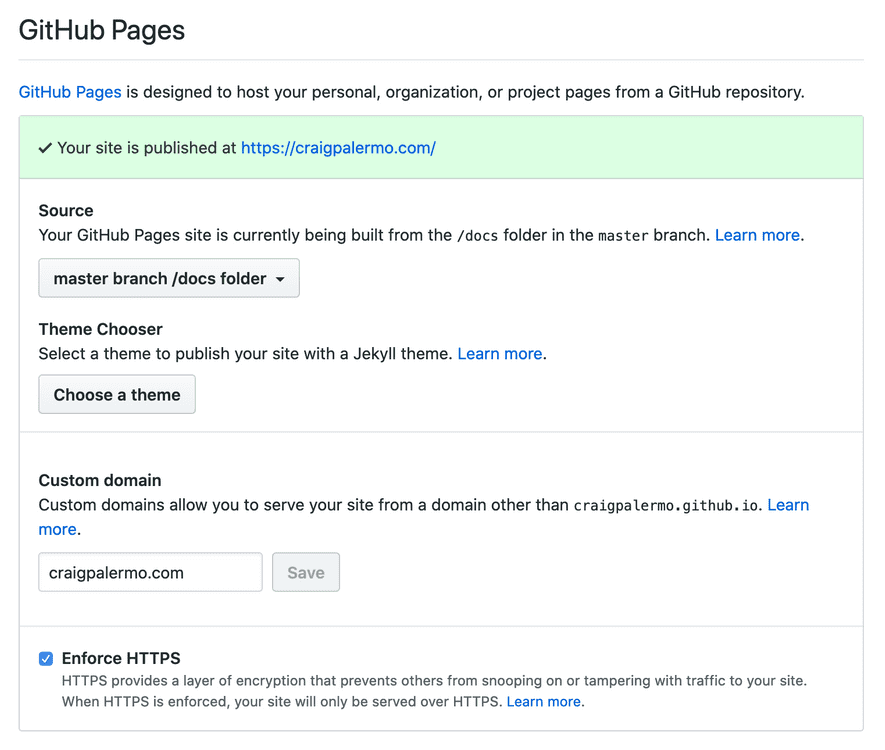 GitHub Pages
GitHub Pages is designed to host your personal, organization, or project pages from a GitHub repository.
Your site is published at https://craigpalermo.com/
Source
Your GitHub Pages site is currently being built from the /docs folder in the master branch. Learn more.
master branch /docs folder
Theme Chooser
Select a theme to publish your site with a Jekyll theme. Learn more.
Choose a theme
Custom domain
Custom domains allow you to serve your site from a domain other than craigpalermo.github.io. Learn
more.
craigpalermo.com Save
Enforce HTTPS
HTTPS provides a layer of encryption that prevents others from snooping on or tampering with traffic to your site.
When HTTPS is enforced, your site will only be served over HTTPS. Learn more.